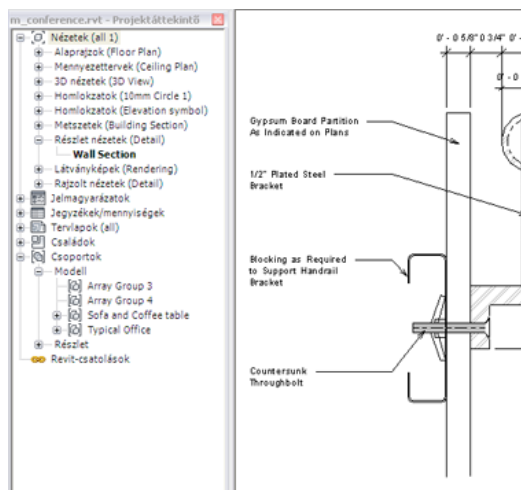 m_conference.rvt - Projektáttekintő
Nézetek (all 1)
Alaprajzok (Floor Plan)
Mennyezettervek (Ceiling Plan)
3D nézetek (3D View)
Homlokzatok (10mm Circle 1)
Homlokzatok (Elevation symbol)
Metszetek (Building Section)
Részlet nézetek (Detail)
Wall Section
Látványképek (Rendering)
Rajzolt nézetek (Detail)
Jelmagyarázatok
Jegyzékek/mennyiségek
Tervlapok (all)
Családok
Csoportok
Modell
Array Group 3
Array Group 4
Sofa and Coffee table
Typical Office
Részlet
Revit-csatolások
0' - 0 5/8" 0 3/4" 0' -
0' - 0
Gypsum Board Partition
As Indicated on Plans
1/2" Plated Steel
Bracket
Blocking as Required
to Support Handrail
Bracket
Countersunk
Throughbolt